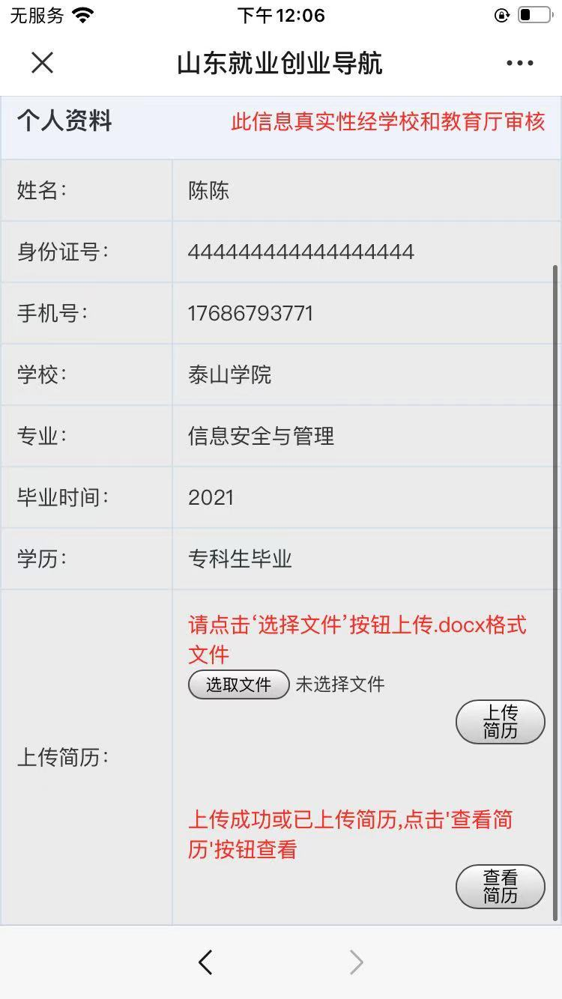 无服务 下午12:06
山东就业创业导航
个人资料 此信息真实性经学校和教育厅审核
姓名： 陈陈
身份证号： 444444444444444444
手机号： 17686793771
学校： 泰山学院
专业： 信息安全与管理
毕业时间： 2021
学历： 专科生毕业
请点击‘选择文件’按钮上传.docx格式
文件
选取文件 未选择文件
上传
简历
上传简历：
上传成功或已上传简历,点击'查看简
历'按钮查看
查看
简历